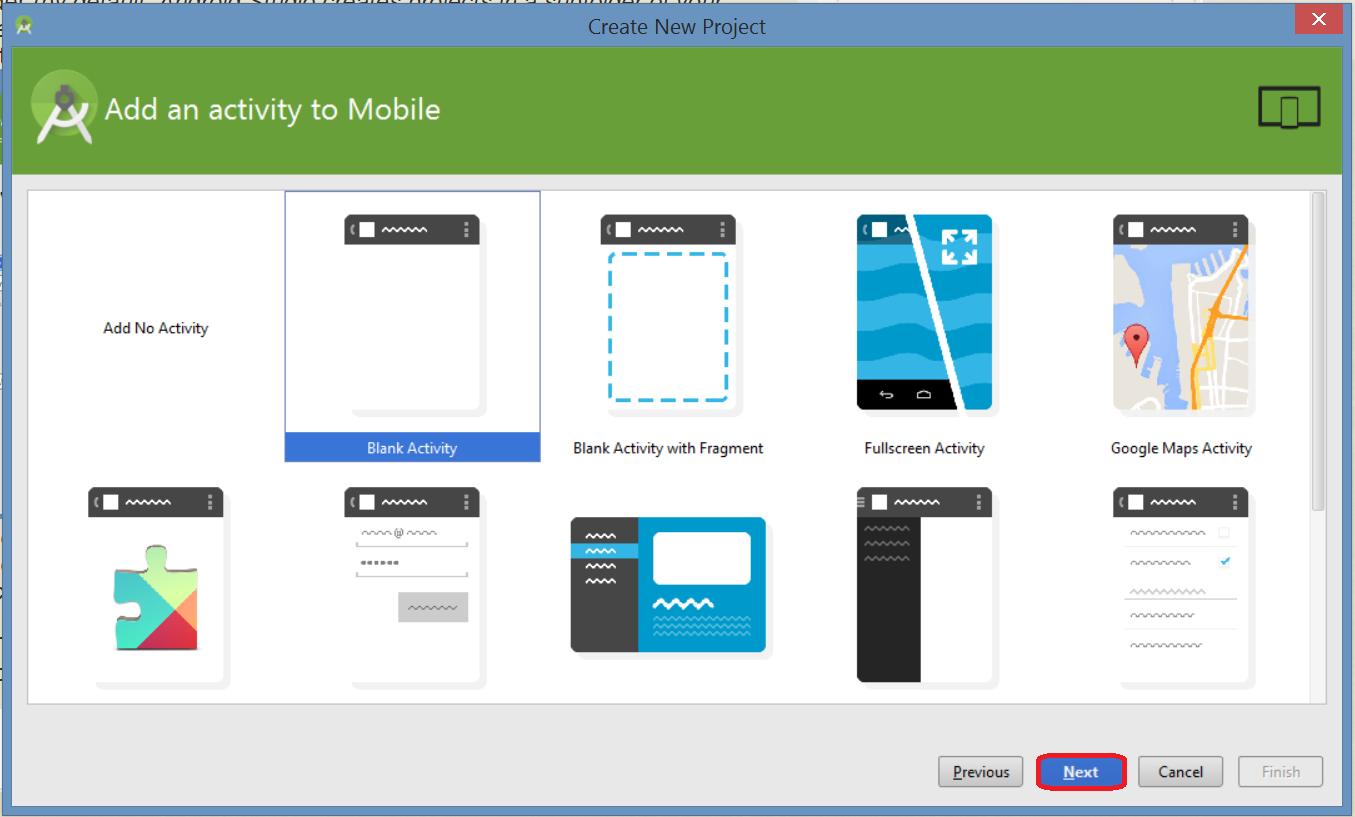 Create New Project
Add an activity to Mobile
Add No Activity
Blank Activity
Blank Activity with Fragment
Fullscreen Activity
Google Maps Activity
@
Previous
Next
Cancel
Finish